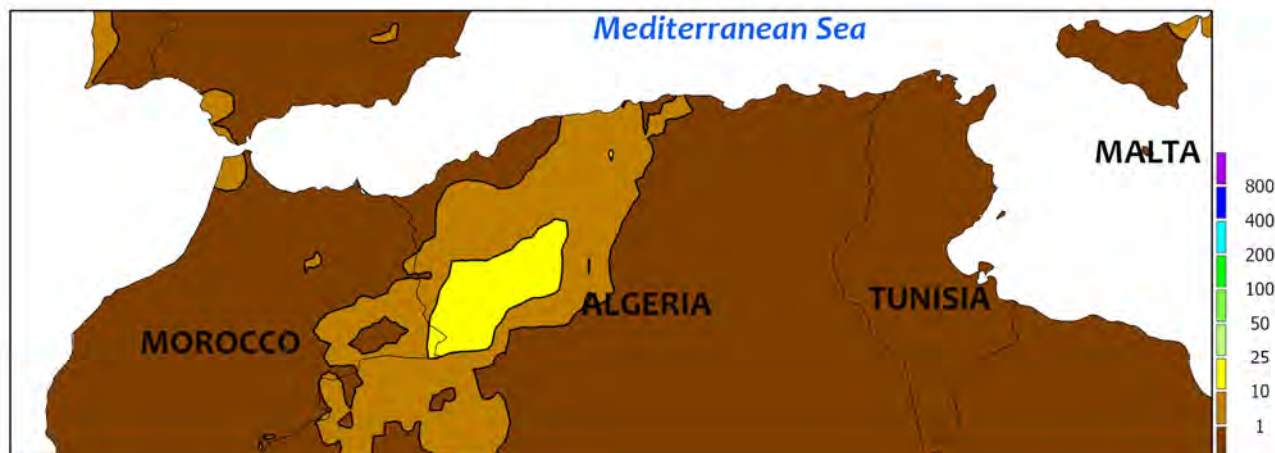 Mediterranean Sea
MALTA
800
400
200
ALGERIA
TUNISIA
100
MOROCCO
50
25
10
1